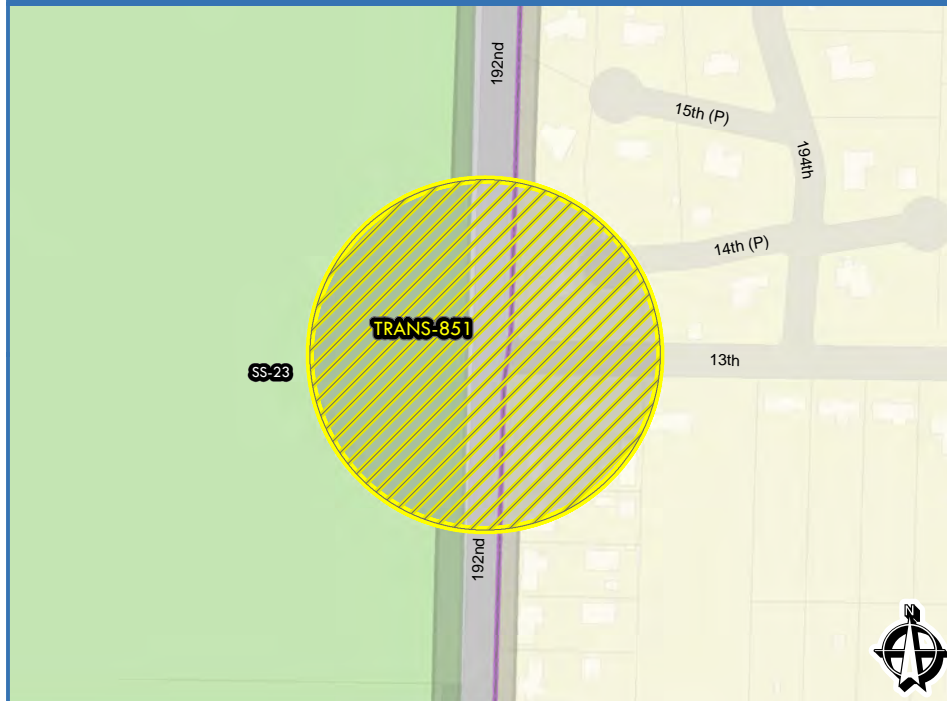 192nd
15th (P)
194th
14th (P)
TRANS-851
13th
SS-23
192nd
N